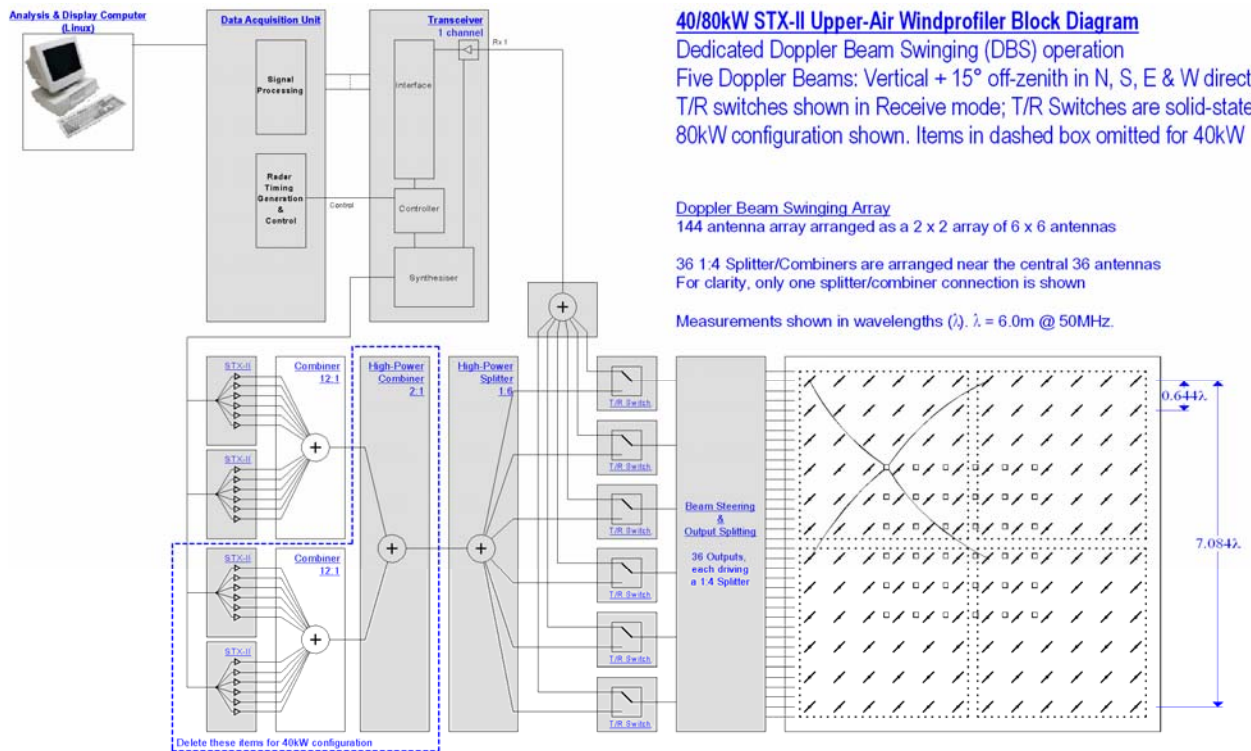 Analysis & Display Computer
(Linux)
Data Acquisition Unit
Signal
Processing
Radar
Timing
Generation
&
Control
Control
Transceiver
1 channel
Rx 1
Interface
Controller
Synthesiser
40/80kW STX-II Upper-Air Windprofiler Block Diagram
Dedicated Doppler Beam Swinging (DBS) operation
Five Doppler Beams: Vertical + 15° off-zenith in N, S, E & W direct
T/R switches shown in Receive mode; T/R Switches are solid-state
80kW configuration shown. Items in dashed box omitted for 40kW
Doppler Beam Swinging Array
144 antenna array arranged as a 2 x 2 array of 6 x 6 antennas
36 1:4 Splitter/Combiners are arranged near the central 36 antennas
For clarity, only one splitter/combiner connection is shown
Measurements shown in wavelengths (λ). λ = 6.0m @ 50MHz.
STX-II
Combiner
12:1
High-Power
Combiner
2:1
High-Power
Splitter
1:6
STX-II
STX-II
Combiner
12:1
STX-II
Delete these items for 40kW configuration
T/R Switch
T/R Switch
T/R Switch
T/R Switch
T/R Switch
T/R Switch
Beam Steering
&
Output Splitting
36 Outputs,
each driving
a 1:4 Splitter
0.644λ
7.084λ